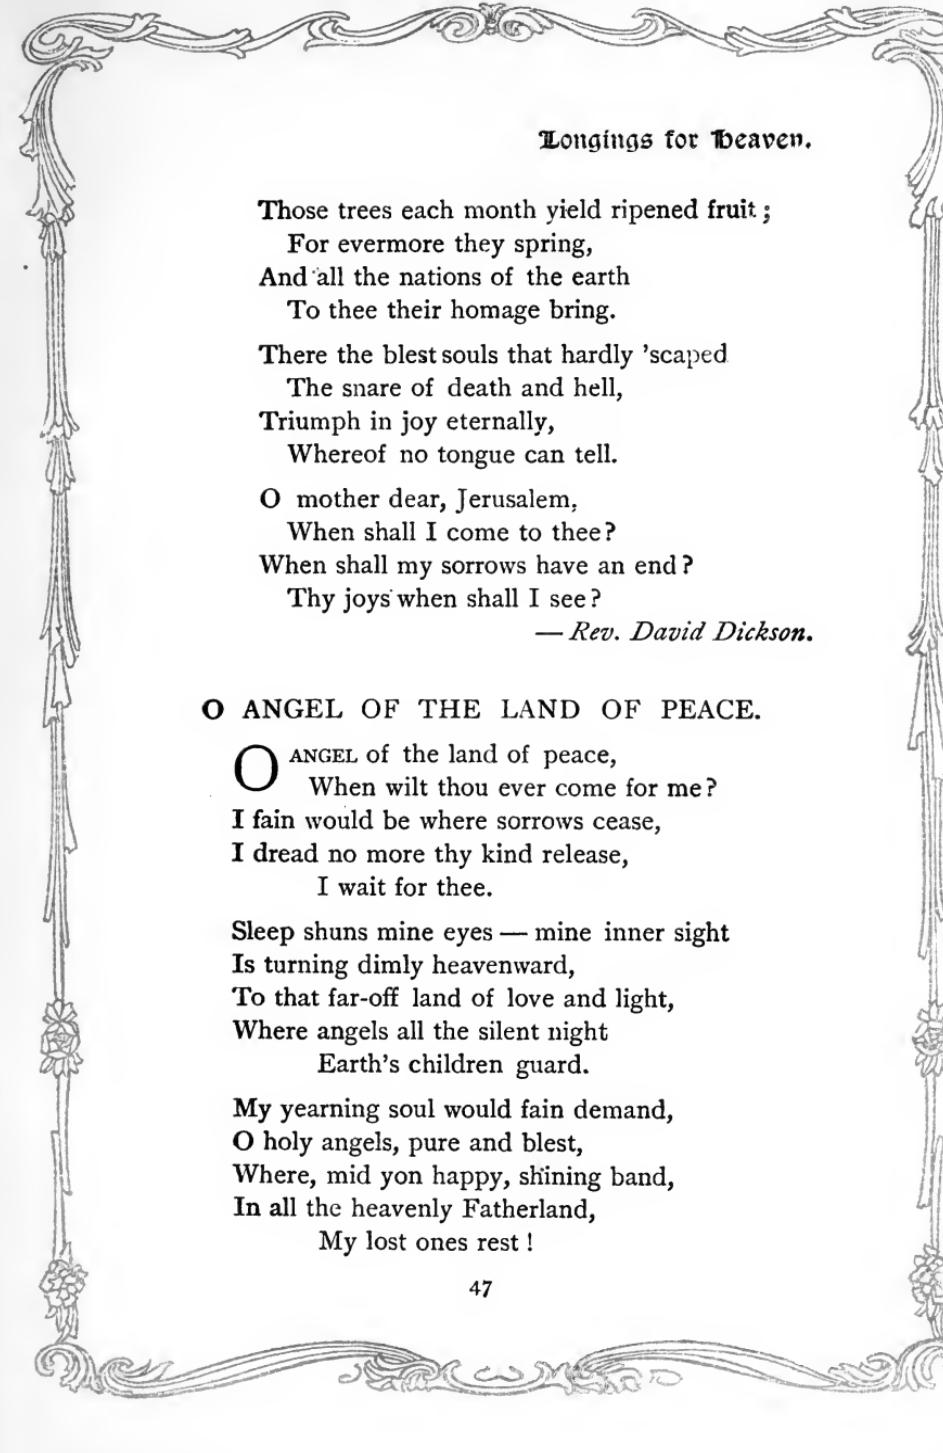 Longings for Heaven.
Those trees each month yield ripened fruit;
For evermore they spring,
And all the nations of the earth
To thee their homage bring.
There the blest souls that hardly 'scaped
The snare of death and hell,
Triumph in joy eternally,
Whereof no tongue can tell.
O mother dear, Jerusalem,
When shall I come to thee?
When shall my sorrows have an end?
Thy joys when shall I see?
— Rev. David Dickson.
O ANGEL OF THE LAND OF PEACE.
O ANGEL of the land of peace,
When wilt thou ever come for me?
I fain would be where sorrows cease,
I dread no more thy kind release,
I wait for thee.
Sleep shuns mine eyes — mine inner sight
Is turning dimly heavenward,
To that far-off land of love and light,
Where angels all the silent night
Earth's children guard.
My yearning soul would fain demand,
O holy angels, pure and blest,
Where, mid yon happy, shining band,
In all the heavenly Fatherland,
My lost ones rest!
47